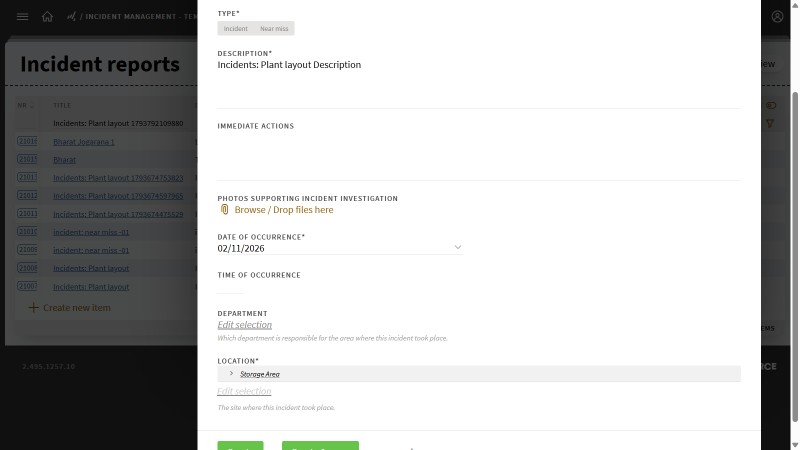 / INCIDENT MANAGEMENT - TEM
TYPE*
Incident Near miss
Incident reports
DESCRIPTION*
Incidents: Plant layout Description
NR TITLE
Incidents: Plant layout 1793792109860
Bharat Jogarana 1
Bharat
IMMEDIATE ACTIONS
Incidents: Plant layout 1793674753823
Incidents: Plant layout 1793674597965
Incidents: Plant layout 1793674475529
PHOTOS SUPPORTING INCIDENT INVESTIGATION
Browse / Drop files here
incident: near miss -01
incident: near miss -01
Incidents: Plant layout
Incidents: Plant layout
DATE OF OCCURRENCE*
02/11/2026
TIME OF OCCURRENCE
Create new item
DEPARTMENT
Edit selection
Which department is responsible for the area where this incident took place.
LOCATION*
Storage Area
Edit selection
The site where this incident took place.